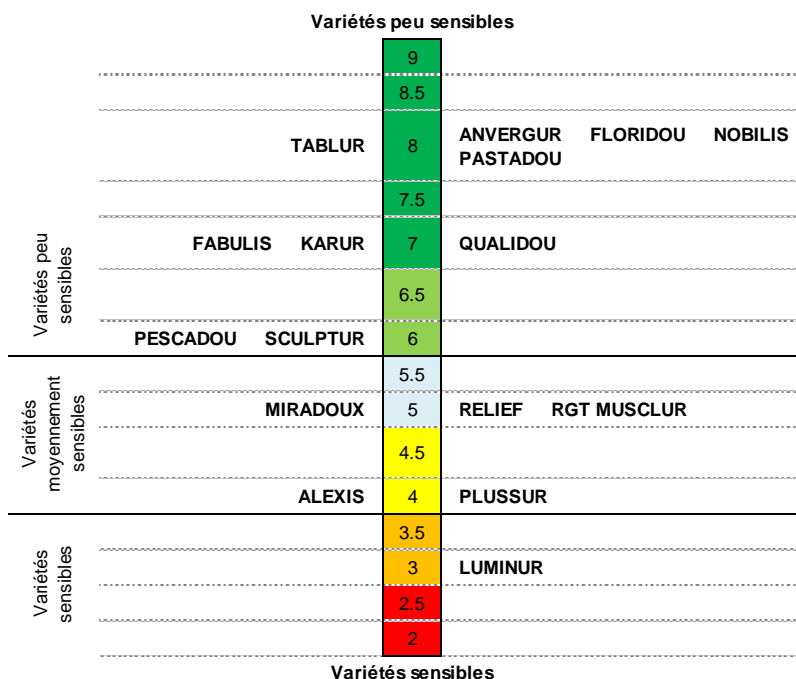 Variétés peu sensibles
9
8.5
TABLUR 8 ANVERGUR FLORIDOU NOBILIS
PASTADOU
7.5
Variétés peu
sensibles
FABULIS KARUR 7 QUALIDOU
6.5
PESCADOU SCULPTUR 6
5.5
Variétés
moyennement
sensibles
MIRADOUX 5 RELIEF RGT MUSCLUR
4.5
ALEXIS 4 PLUSSUR
3.5
Variétés
sensibles
3 LUMINUR
2.5
2
Variétés sensibles